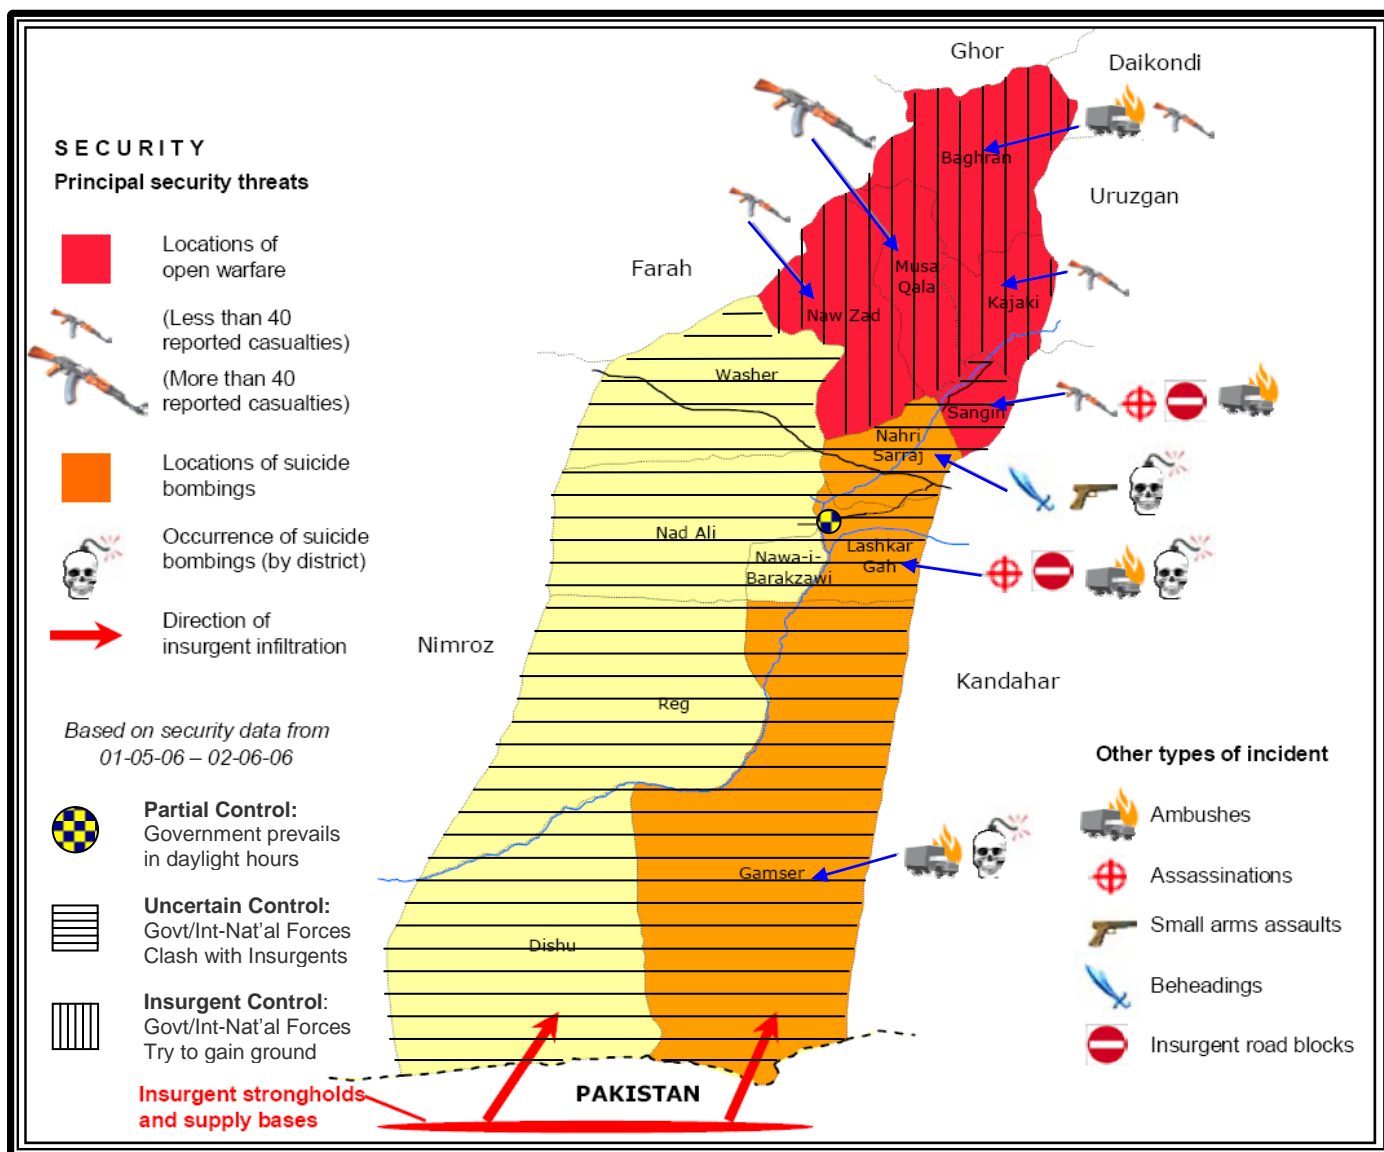 SECURITY
Principal security threats
Locations of
open warfare
(Less than 40
reported casualties)
(More than 40
reported casualties)
Locations of suicide
bombings
Occurrence of suicide
bombings (by district)
Direction of
insurgent infiltration
Based on security data from
01-05-06 – 02-06-06
Partial Control:
Government prevails
in daylight hours
Uncertain Control:
Govt/Int-Nat'al Forces
Clash with Insurgents
Insurgent Control:
Govt/Int-Nat'al Forces
Try to gain ground
Insurgent strongholds
and supply bases
Ghor
Daikondi
Uruzgan
Farah
Nimroz
Kandahar
PAKISTAN
Baghran
Musa
Qala
Kajaki
Naw Zad
Washer
Sangin
Nahri
Sarraj
Nad Ali
Nawa-i-
Barakzawi
Lashkar
Gah
Reg
Gamser
Dishu
Other types of incident
Ambushes
Assassinations
Small arms assaults
Beheadings
Insurgent road blocks